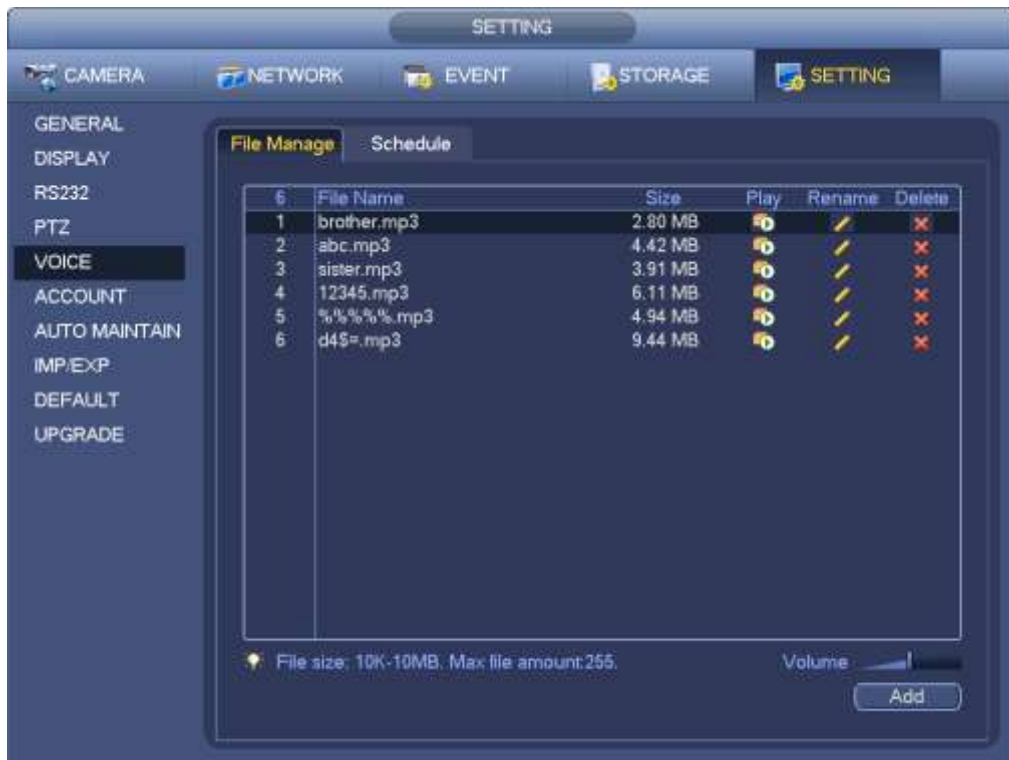 SETTING
CAMERA NETWORK EVENT STORAGE SETTING
GENERAL
DISPLAY
RS232
PTZ
VOICE
ACCOUNT
AUTO MAINTAIN
IMP/EXP
DEFAULT
UPGRADE
File Manage Schedule
6 File Name Size Play Rename Delete
1 brother.mp3 2.80 MB
2 abc.mp3 4.42 MB
3 sister.mp3 3.91 MB
4 12345.mp3 6.11 MB
5 %%%%%.mp3 4.94 MB
6 d4$=.mp3 9.44 MB
File size: 10K-10MB. Max file amount:255. Volume
Add